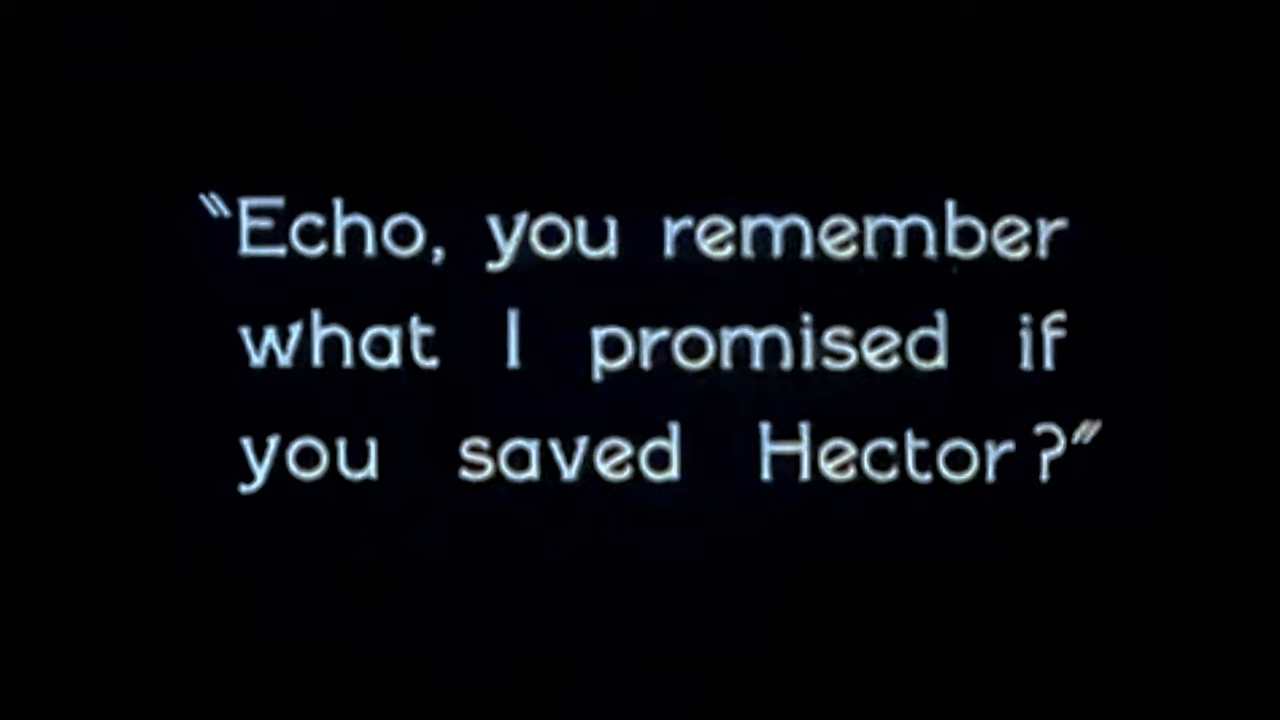 "Echo, you remember
what I promised if
you saved Hector?"